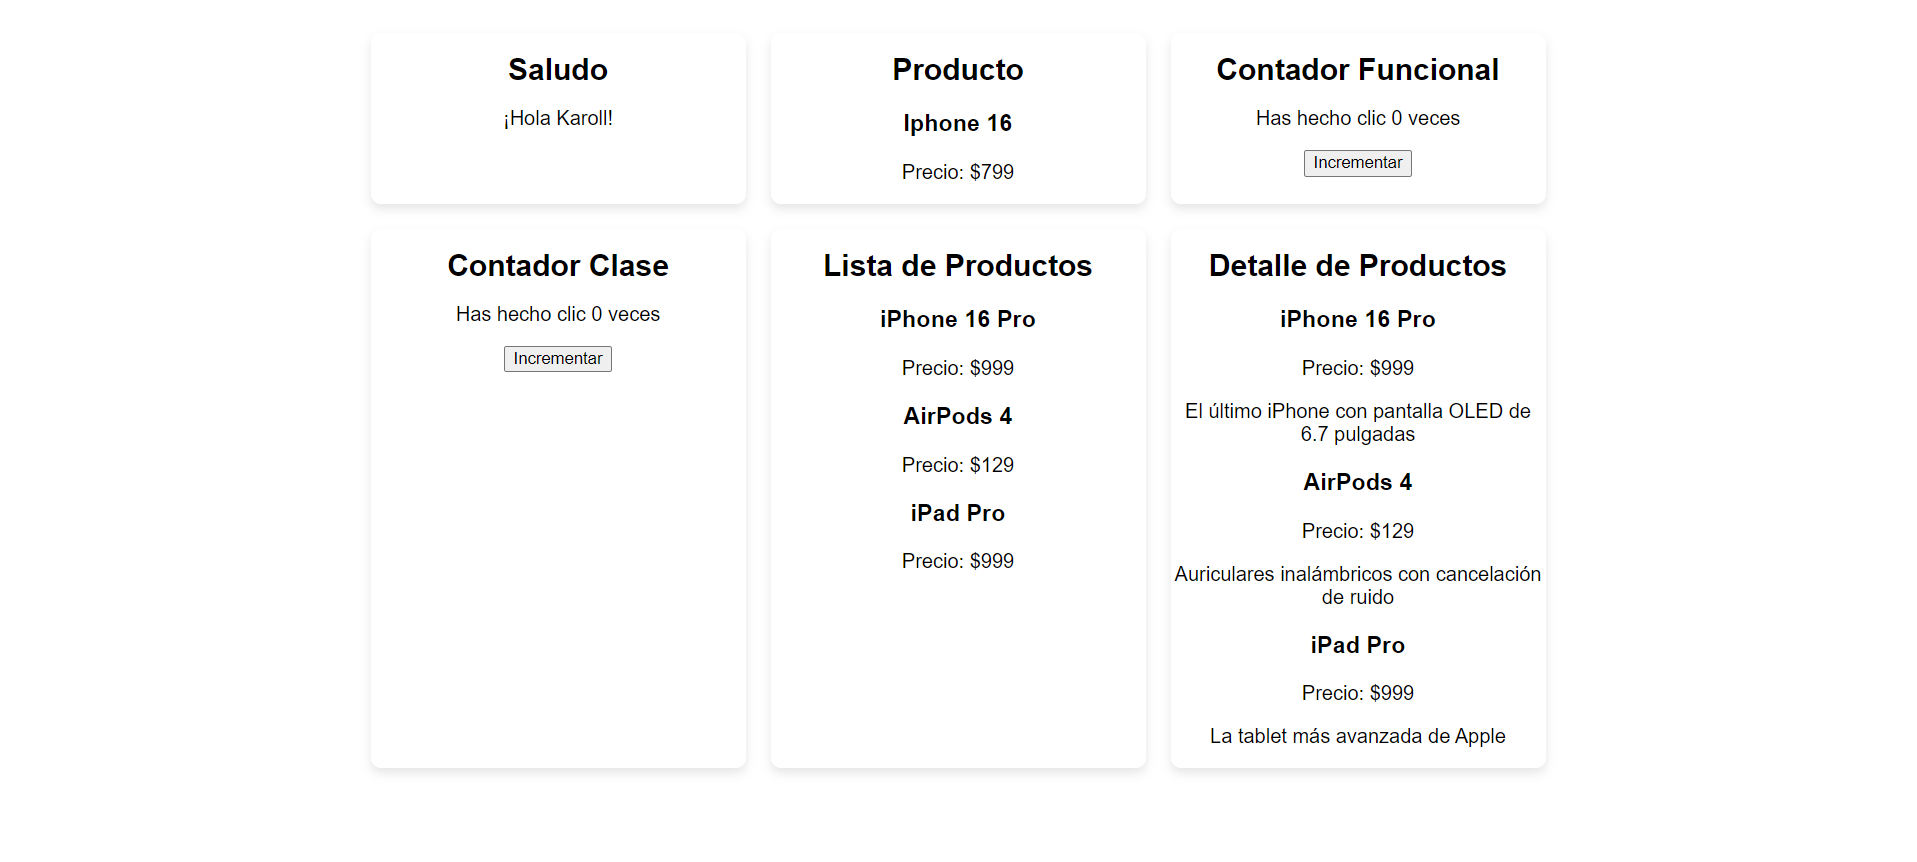 Saludo
¡Hola Karoll!
Producto
Iphone 16
Precio: $799
Contador Funcional
Has hecho clic 0 veces
Incrementar
Contador Clase
Has hecho clic 0 veces
Incrementar
Lista de Productos
iPhone 16 Pro
Precio: $999
AirPods 4
Precio: $129
iPad Pro
Precio: $999
Detalle de Productos
iPhone 16 Pro
Precio: $999
El último iPhone con pantalla OLED de
6.7 pulgadas
AirPods 4
Precio: $129
Auriculares inalámbricos con cancelación
de ruido
iPad Pro
Precio: $999
La tablet más avanzada de Apple